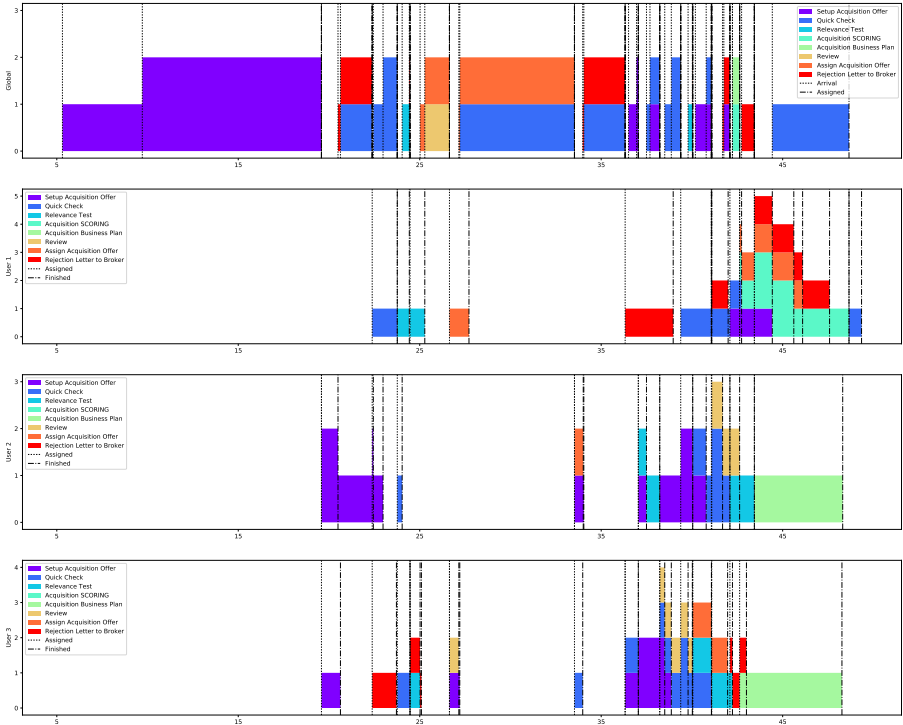 3
2
1
0
Global
Setup Acquisition Offer
Quick Check
Relevance Test
Acquisition SCORING
Acquisition Business Plan
Review
Assign Acquisition Offer
Rejection Letter to Broker
Arrival
Assigned
5 15 25 35 45
5
4
3
2
1
0
User 1
Setup Acquisition Offer
Quick Check
Relevance Test
Acquisition SCORING
Acquisition Business Plan
Review
Assign Acquisition Offer
Rejection Letter to Broker
Assigned
Finished
5 15 25 35 45
3
2
1
0
User 2
Setup Acquisition Offer
Quick Check
Relevance Test
Acquisition SCORING
Acquisition Business Plan
Review
Assign Acquisition Offer
Rejection Letter to Broker
Assigned
Finished
5 15 25 35 45
4
3
2
1
0
User 3
Setup Acquisition Offer
Quick Check
Relevance Test
Acquisition SCORING
Acquisition Business Plan
Review
Assign Acquisition Offer
Rejection Letter to Broker
Assigned
Finished
5 15 25 35 45